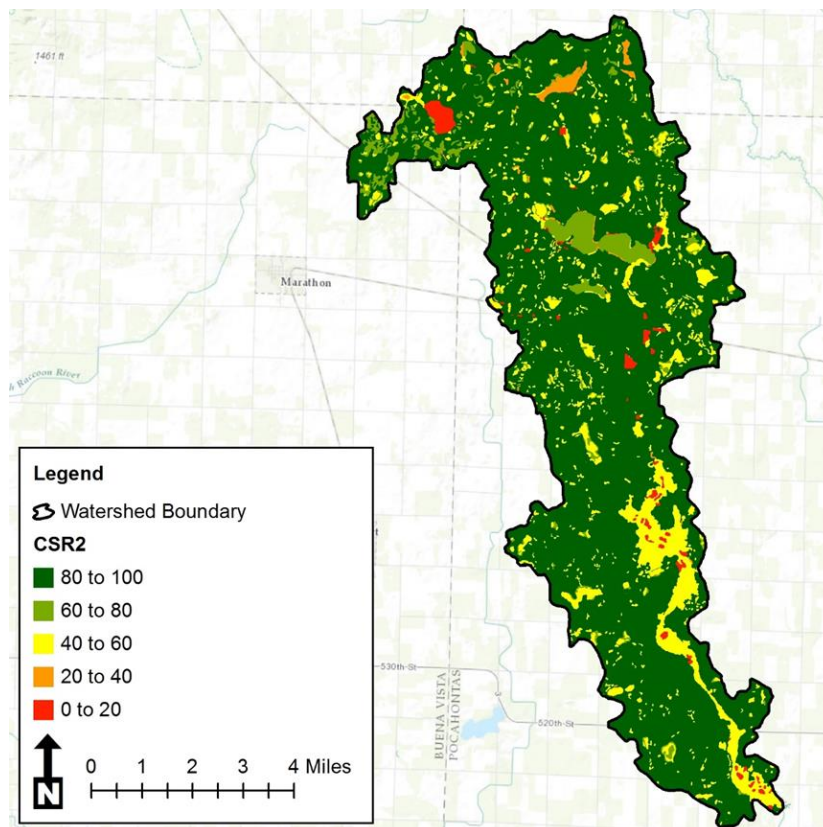 1461 ft
Marathon
Raccoon River
Legend
Watershed Boundary
CSR2
80 to 100
60 to 80
40 to 60
20 to 40
0 to 20
N
0 1 2 3 4 Miles
530th St
520th St
3
BUENA VISTA
POCAHONTAS